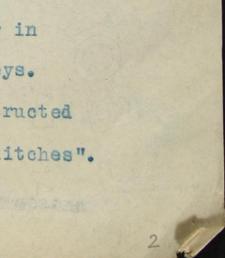 in
ys.
ructed
itches".
2